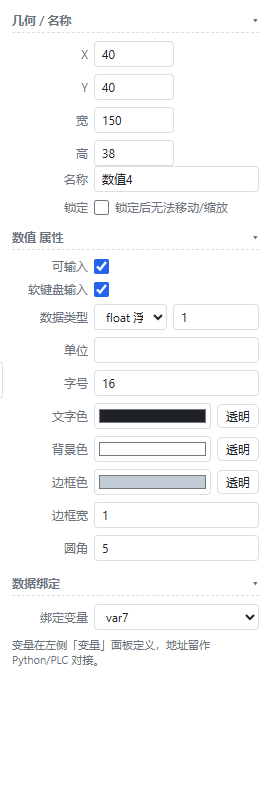 几何 / 名称
X 40
Y 40
宽 150
高 38
名称 数值4
锁定 锁定后无法移动/缩放
数值 属性
可输入
软键盘输入
数据类型 float 浮 1
单位
字号 16
文字色 透明
背景色 透明
边框色 透明
边框宽 1
圆角 5
数据绑定
绑定变量 var7
变量在左侧「变量」面板定义，地址留作
Python/PLC 对接。